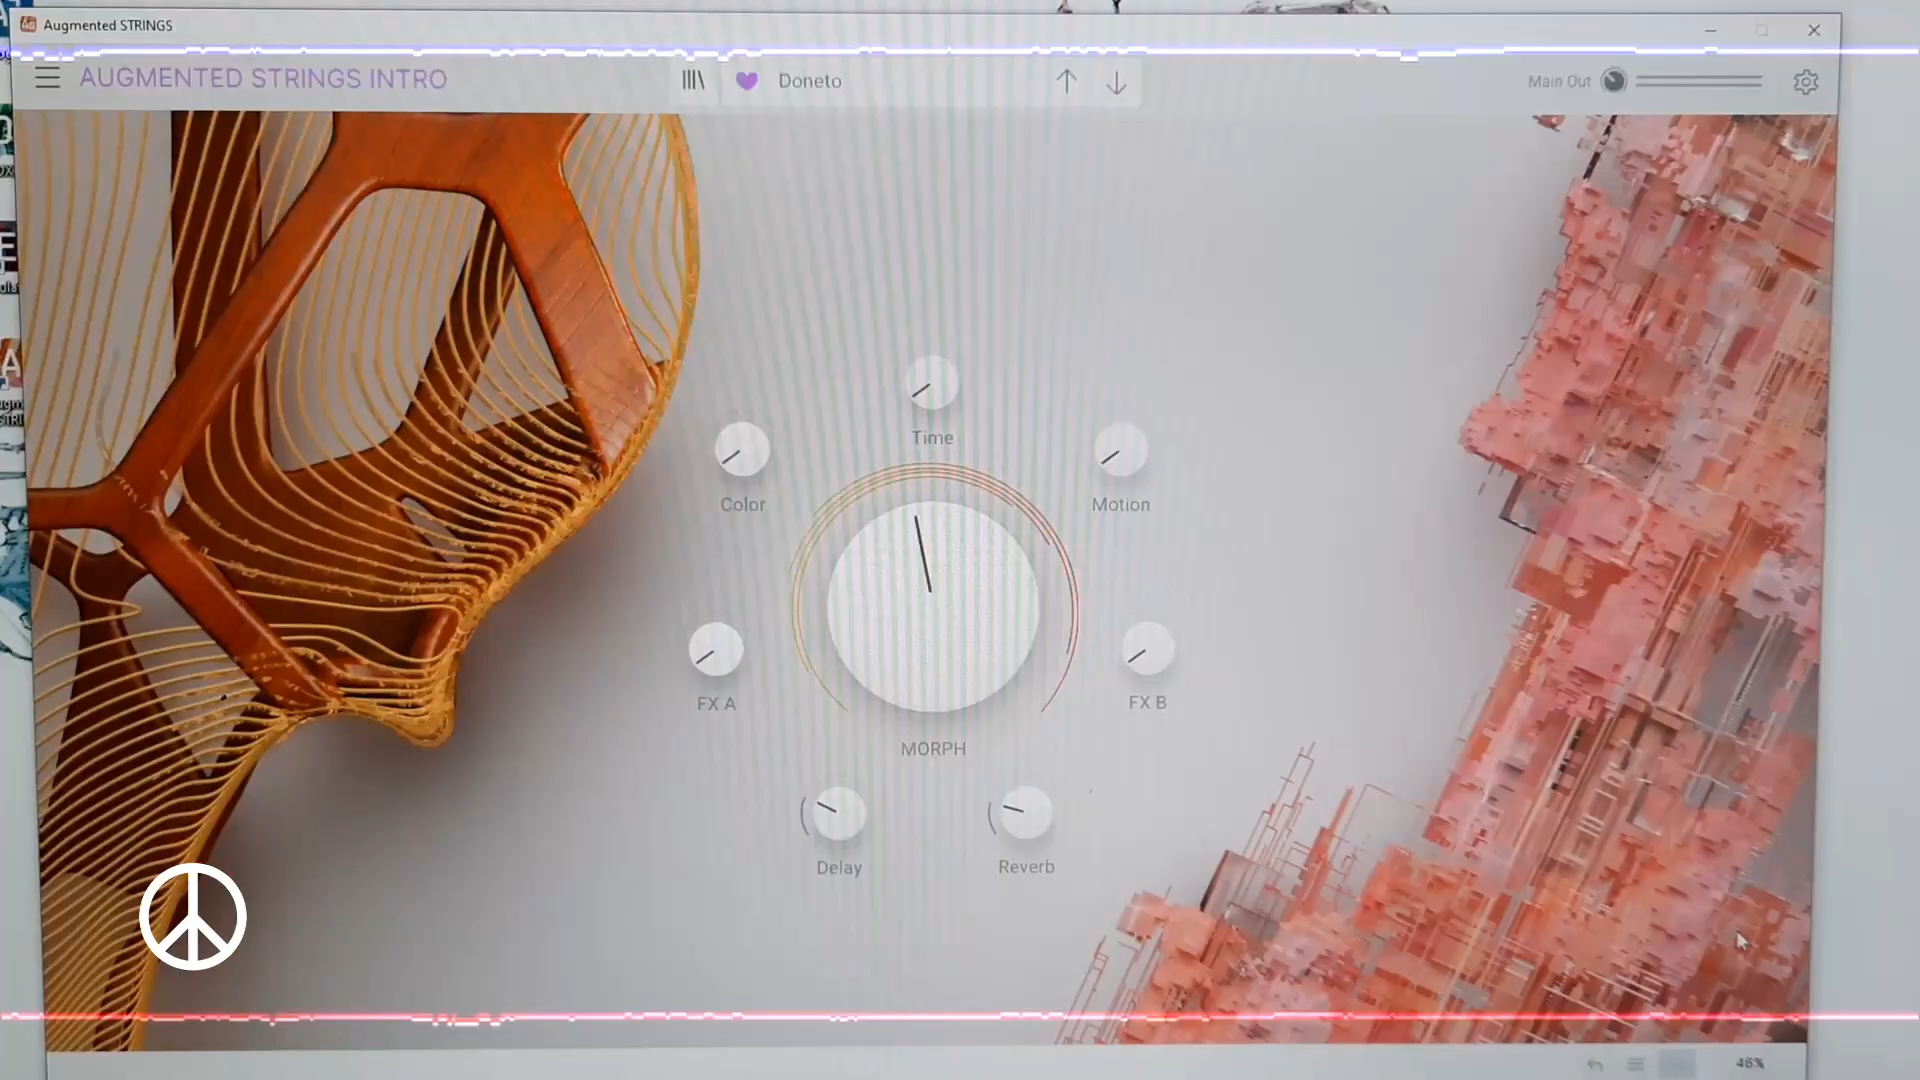 Augmented STRINGS
AUGMENTED STRINGS INTRO
Doneto
Main Out
Time
Color
Motion
FX A
FX B
MORPH
Delay
Reverb
46%